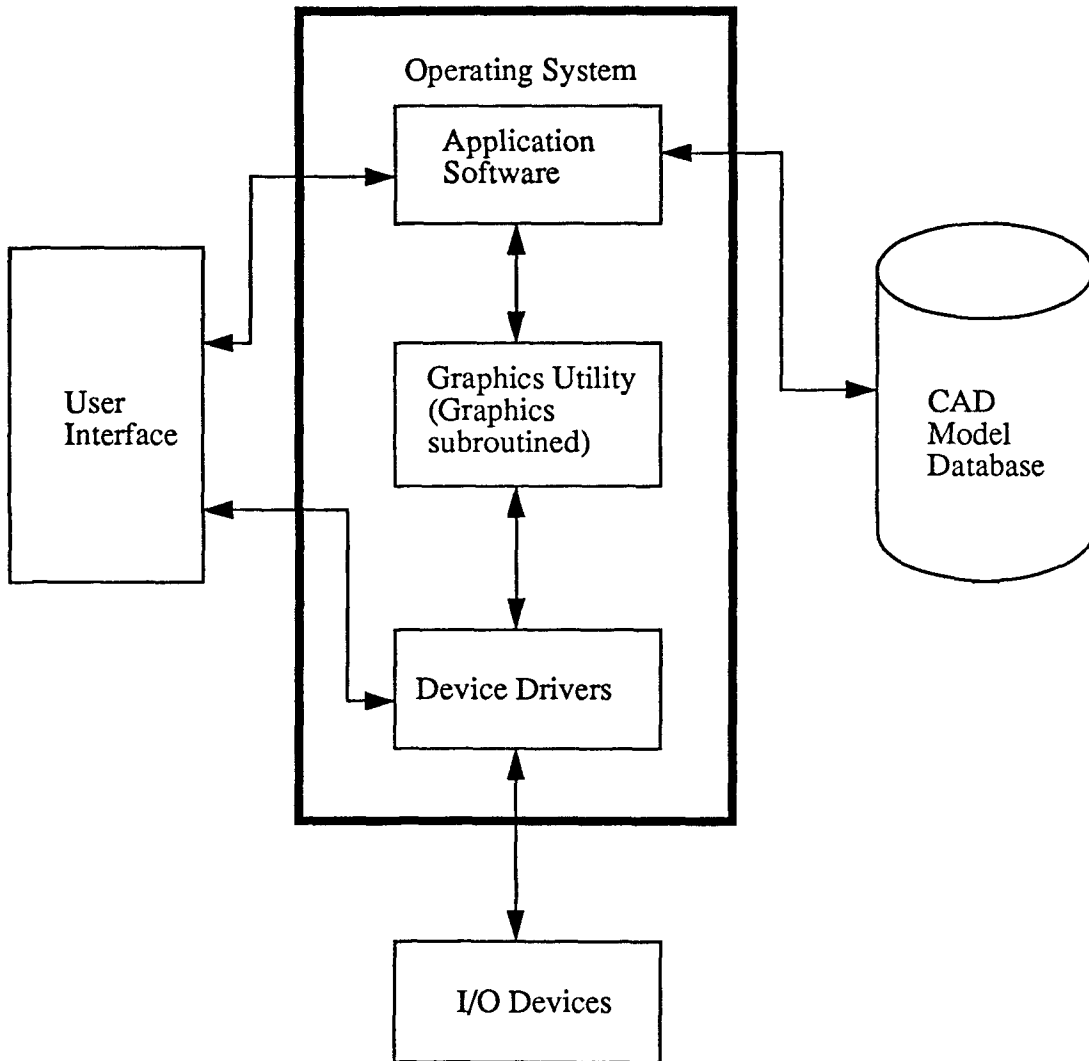 Operating System
Application
Software
Graphics Utility
(Graphics
subroutined)
User
Interface
CAD
Model
Database
Device Drivers
I/O Devices